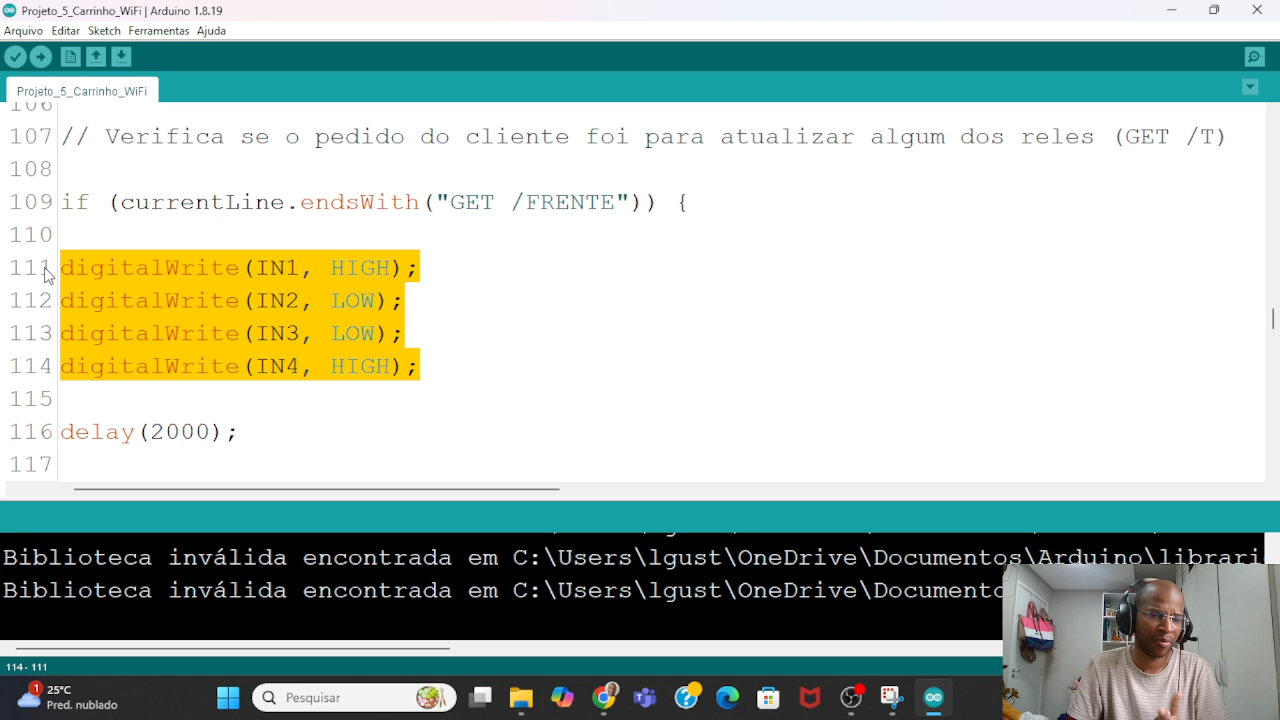 Projeto_5_Carrinho_WiFi | Arduino 1.8.19
Arquivo Editar Sketch Ferramentas Ajuda
Projeto_5_Carrinho_WiFi
106
107 // Verifica se o pedido do cliente foi para atualizar algum dos reles (GET /T)
108
109 if (currentLine.endsWith("GET /FRENTE")) {
110
111 digitalWrite(IN1, HIGH);
112 digitalWrite(IN2, LOW);
113 digitalWrite(IN3, LOW);
114 digitalWrite(IN4, HIGH);
115
116 delay(2000);
117
Biblioteca inválida encontrada em C:\Users\lgust\OneDrive\Documentos\Arduino\librari
Biblioteca inválida encontrada em C:\Users\lgust\OneDrive\Documento
114 - 111
1
25°C
Pred. nublado
Pesquisar